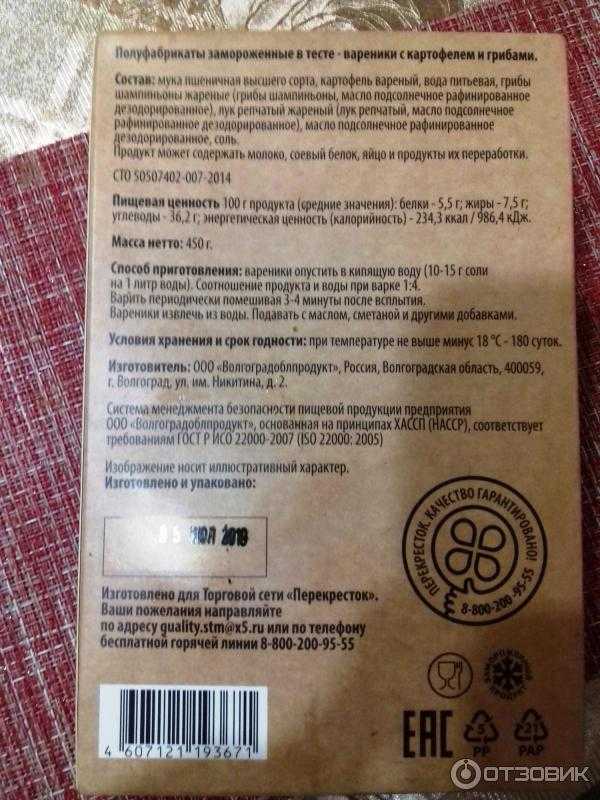 Полуфабрикаты замороженные в тесте - вареники с картофелем и грибами.
Состав: мука пшеничная высшего сорта, картофель вареный, вода питьевая, грибы
шампиньоны жареные (грибы шампиньоны, масло подсолнечное рафинированное
дезодорированное), лук репчатый жареный (лук репчатый, масло подсолнечное
рафинированное дезодорированное), масло подсолнечное рафинированное
дезодорированное, соль.
Продукт может содержать молоко, соевый белок, яйцо и продукты их переработки.
СТО 50507402-007-2014
Пищевая ценность 100 г продукта (средние значения): белки - 5,5 г; жиры - 7,5 г;
углеводы - 36,2 г; энергетическая ценность (калорийность) - 234,3 ккал / 986,4 кДж.
Масса нетто: 450 г.
Способ приготовления: вареники опустить в кипящую воду (10-15 г соли
на 1 литр воды). Соотношение продукта и воды при варке 1:4.
Варить периодически помешивая 3-4 минуты после всплытия.
Вареники извлечь из воды. Подавать с маслом, сметаной и другими добавками.
Условия хранения и срок годности: при температуре не выше минус 18 °С - 180 суток.
Изготовитель: ООО «Волгоградоблпродукт», Россия, Волгоградская область, 400059,
г. Волгоград, ул. им. Никитина, д. 2.
Система менеджмента безопасности пищевой продукции предприятия
ООО «Волгоградоблпродукт», основанная на принципах ХАССП (НАССР), соответствует
требованиям ГОСТ Р ИСО 22000-2007 (ISO 22000: 2005)
Изображение носит иллюстративный характер.
Изготовлено и упаковано:
5 ИЮЛ 2018
ПЕРЕКРЕСТОК. КАЧЕСТВО ГАРАНТИРОВАНО!
8-800-200-95-55
Изготовлено для Торговой сети «Перекресток».
Ваши пожелания направляйте
по адресу quality.stm@x5.ru или по телефону
бесплатной горячей линии 8-800-200-95-55
ЗАМОРОЖЕННЫЙ
ПРОДУКТ
4 607121 193671
ЕАС
5
PP
21
PAP
ОТЗОВИК